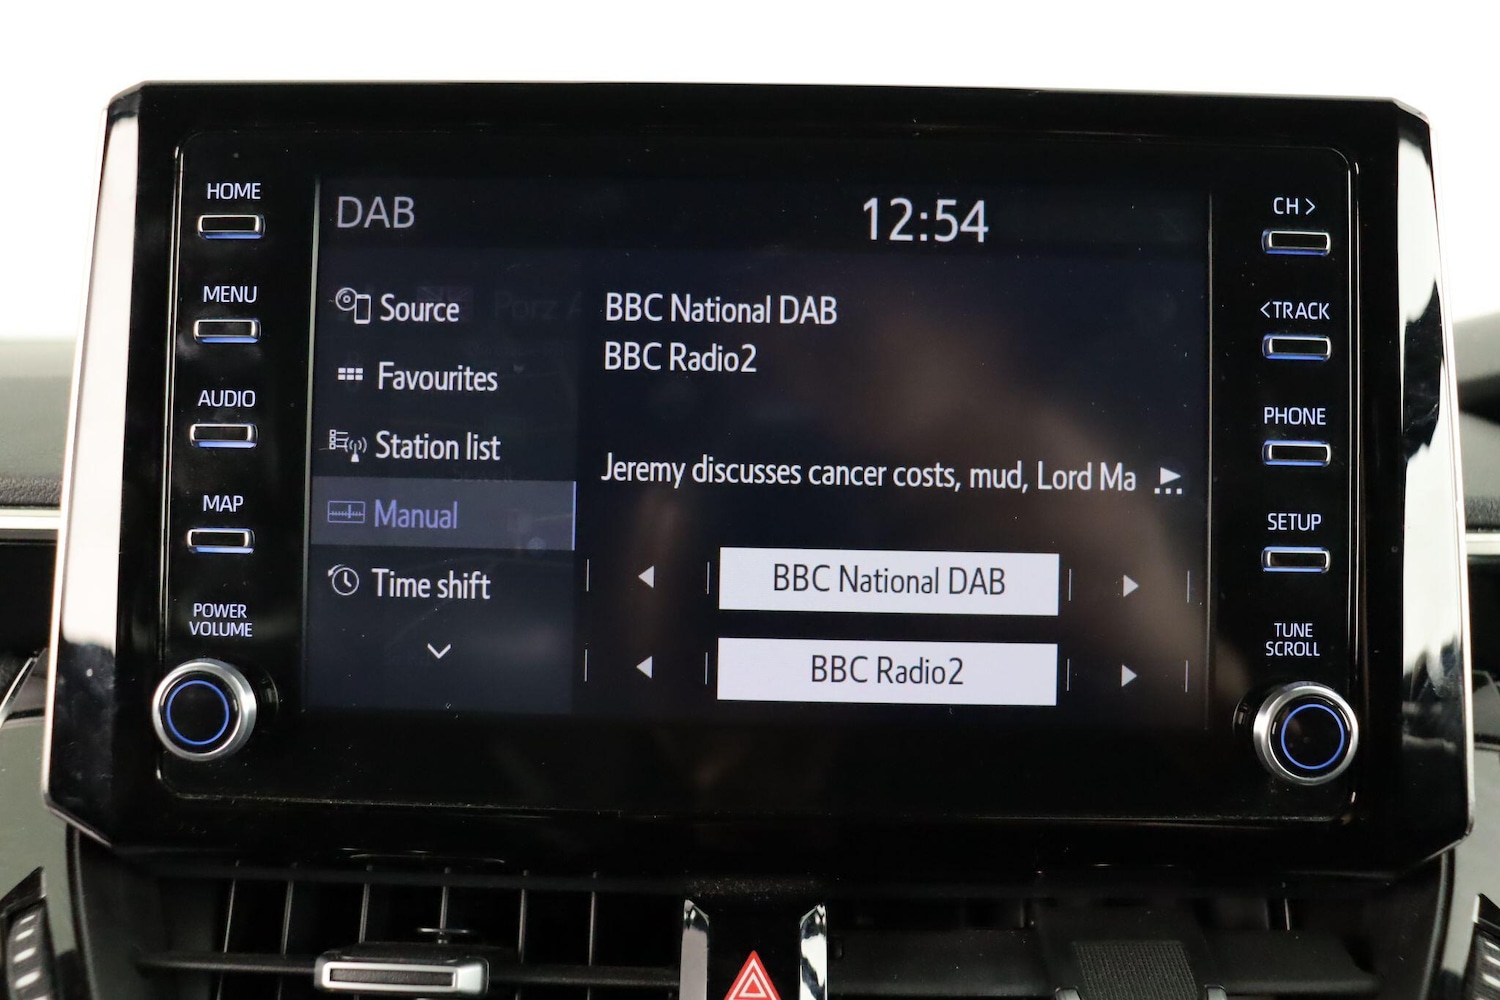 HOME
MENU
AUDIO
MAP
POWER
VOLUME
DAB
12:54
Source
Favourites
Station list
Manual
Time shift
BBC National DAB
BBC Radio2
Jeremy discusses cancer costs, mud, Lord Ma
BBC National DAB
BBC Radio2
CH >
<TRACK
PHONE
SETUP
TUNE
SCROLL